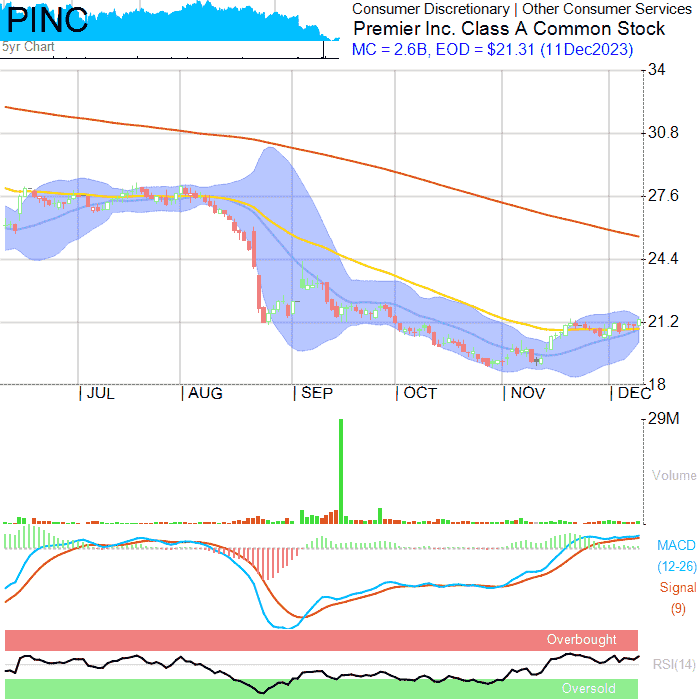 PINC
5yr Chart
Consumer Discretionary | Other Consumer Services
Premier Inc. Class A Common Stock
MC = 2.6B, EOD = $21.31 (11Dec2023)
34
30.8
27.6
24.4
21.2
18
JUL AUG SEP OCT NOV DEC
29M
Volume
MACD
(12-26)
Signal
(9)
Overbought
RSI(14)
Oversold